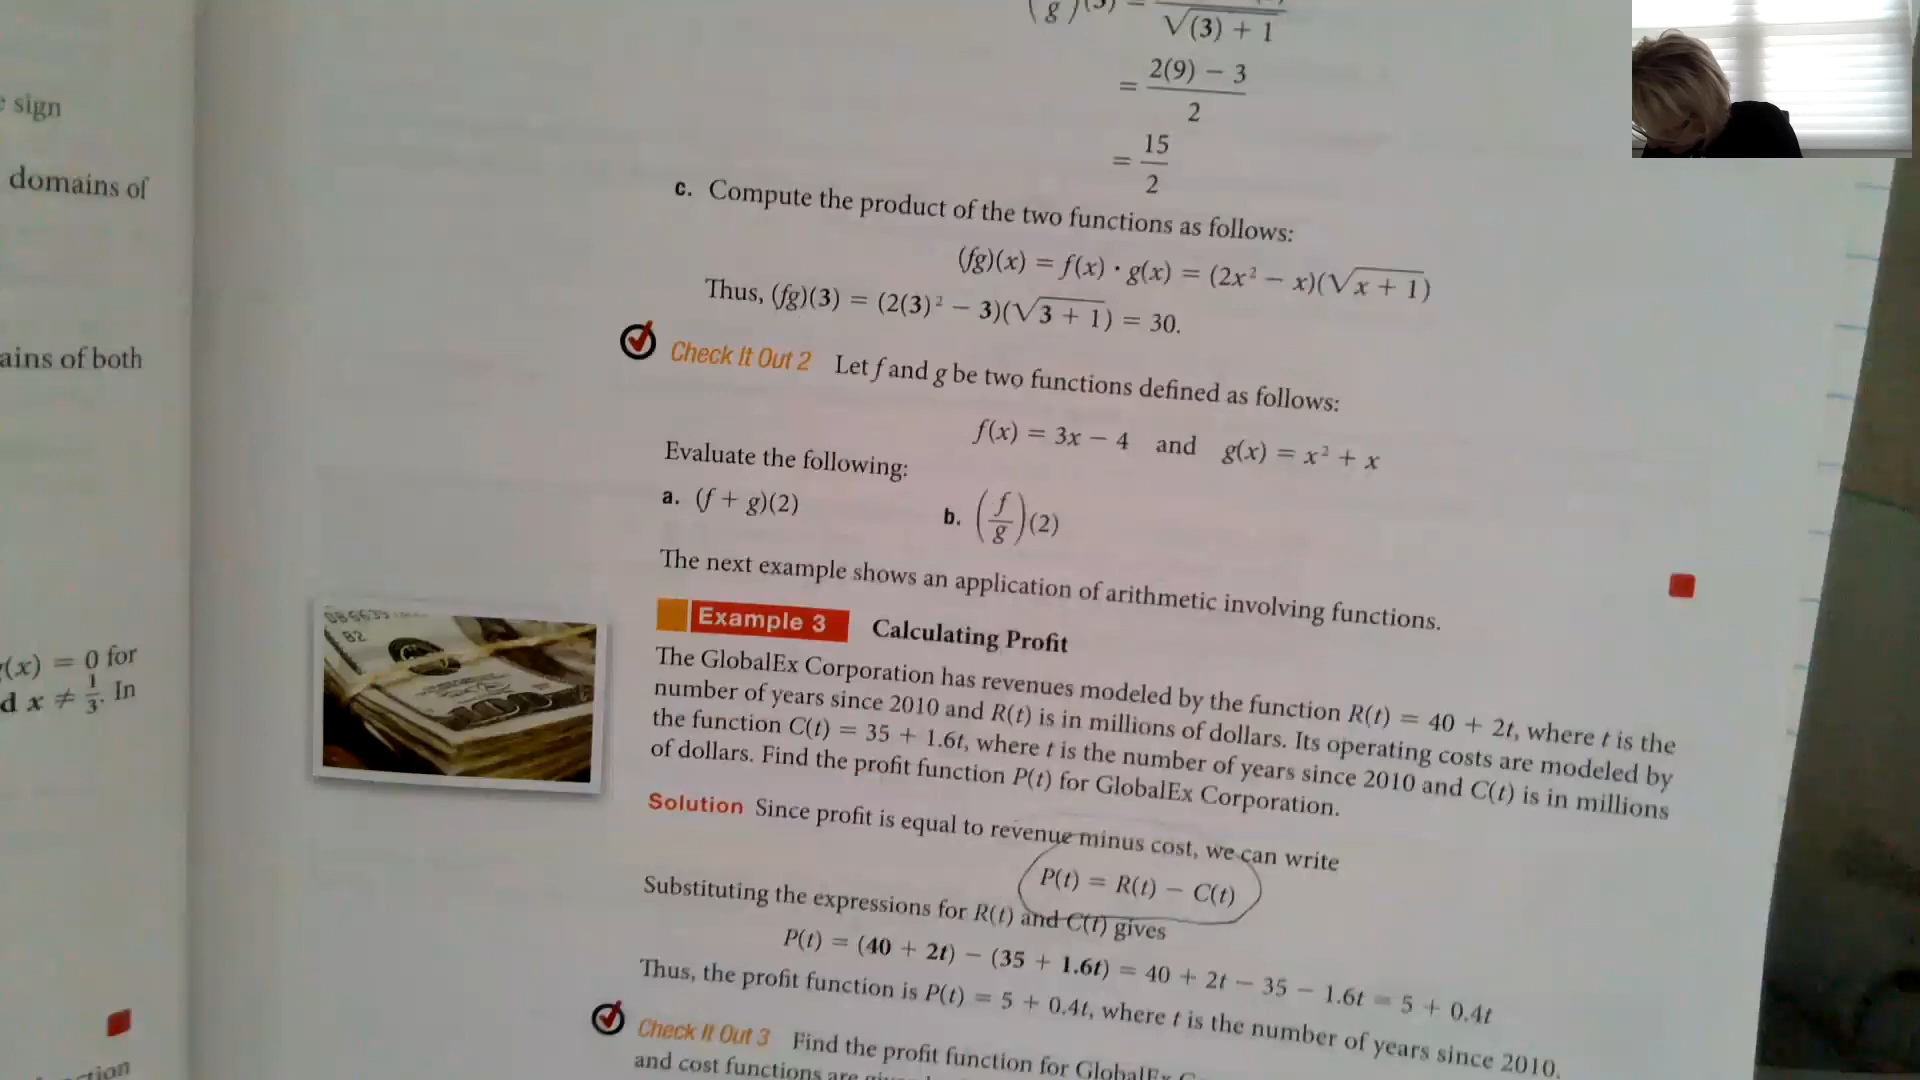 sign
domains of
ains of both
(x) = 0 for
d x ≠ 1/3. In
(g)(3) = √(3) + 1
= 2(9) − 3 / 2
= 15/2
c. Compute the product of the two functions as follows:
(fg)(x) = f(x) · g(x) = (2x² − x)(√x + 1)
Thus, (fg)(3) = (2(3)² − 3)(√3 + 1) = 30.
Check It Out 2 Let f and g be two functions defined as follows:
f(x) = 3x − 4 and g(x) = x² + x
Evaluate the following:
a. (f + g)(2) b. (f/g)(2)
The next example shows an application of arithmetic involving functions.
Example 3 Calculating Profit
The GlobalEx Corporation has revenues modeled by the function R(t) = 40 + 2t, where t is the
number of years since 2010 and R(t) is in millions of dollars. Its operating costs are modeled by
the function C(t) = 35 + 1.6t, where t is the number of years since 2010 and C(t) is in millions
of dollars. Find the profit function P(t) for GlobalEx Corporation.
Solution Since profit is equal to revenue minus cost, we can write
P(t) = R(t) − C(t)
Substituting the expressions for R(t) and C(t) gives
P(t) = (40 + 2t) − (35 + 1.6t) = 40 + 2t − 35 − 1.6t = 5 + 0.4t
Thus, the profit function is P(t) = 5 + 0.4t, where t is the number of years since 2010.
Check It Out 3 Find the profit function for GlobalEx
and cost functions are